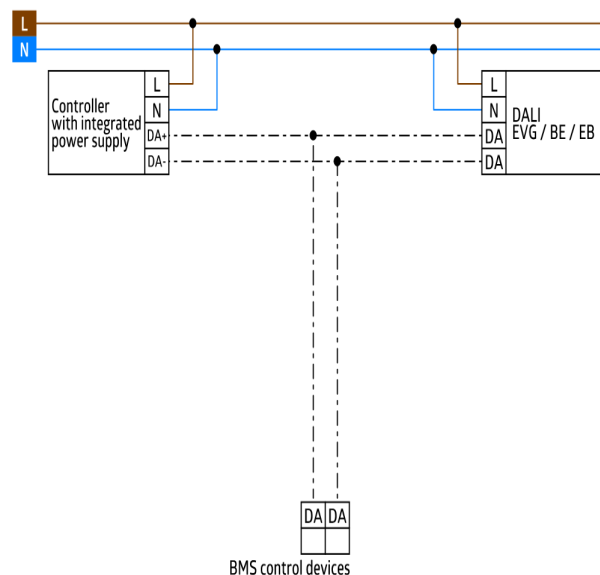 L
N
Controller
with integrated
power supply
L
N
DA+
DA-
L
N
DA
DA
DALI
EVG / BE / EB
DA DA
BMS control devices